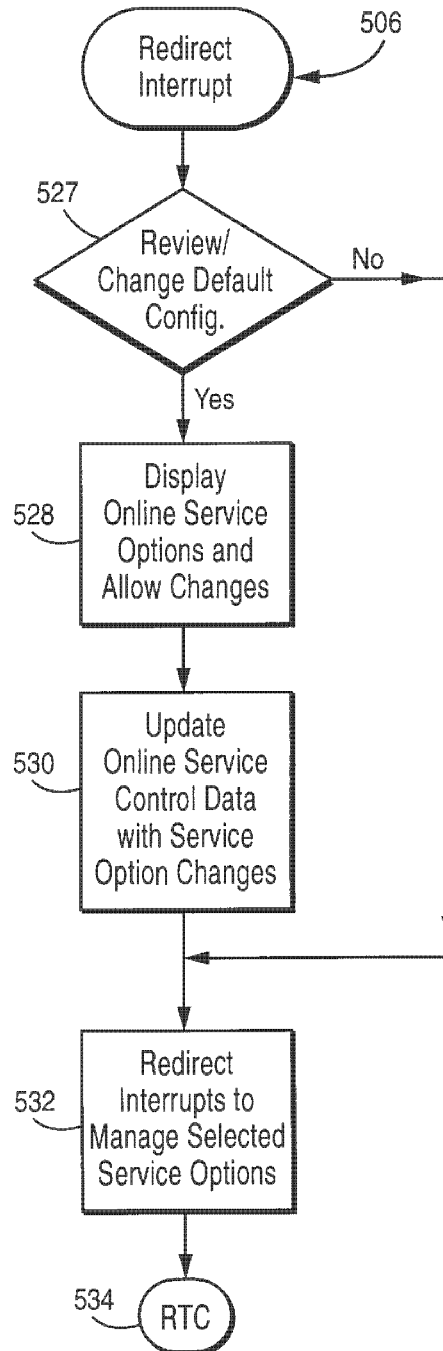 Redirect
Interrupt
506
527
Review/
Change Default
Config.
No
Yes
528
Display
Online Service
Options and
Allow Changes
530
Update
Online Service
Control Data
with Service
Option Changes
532
Redirect
Interrupts to
Manage Selected
Service Options
534
RTC